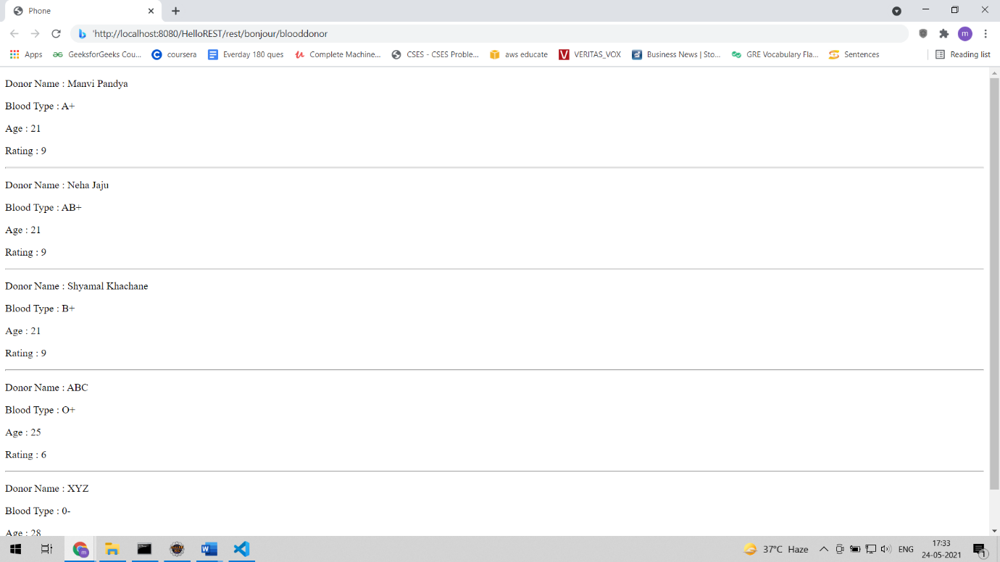 Phone
'http://localhost:8080/HelloREST/rest/bonjour/blooddonor
m
Apps GeeksforGeeks Cou... coursera Everday 180 ques Complete Machine... CSES - CSES Proble... aws educate VERITAS_VOX Business News | Sto... GRE Vocabulary Fla... Sentences Reading list
Donor Name : Manvi Pandya
Blood Type : A+
Age : 21
Rating : 9
Donor Name : Neha Jaju
Blood Type : AB+
Age : 21
Rating : 9
Donor Name : Shyamal Khachane
Blood Type : B+
Age : 21
Rating : 9
Donor Name : ABC
Blood Type : O+
Age : 25
Rating : 6
Donor Name : XYZ
Blood Type : 0-
Age : 28
37°C Haze ENG 17:33
24-05-2021
1